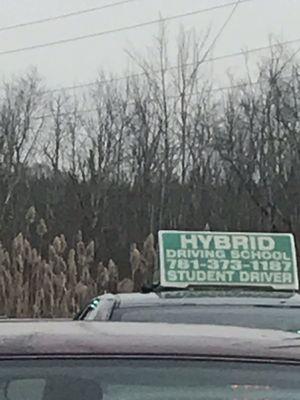 HYBRID
DRIVING SCHOOL
781-373-1187
STUDENT DRIVER